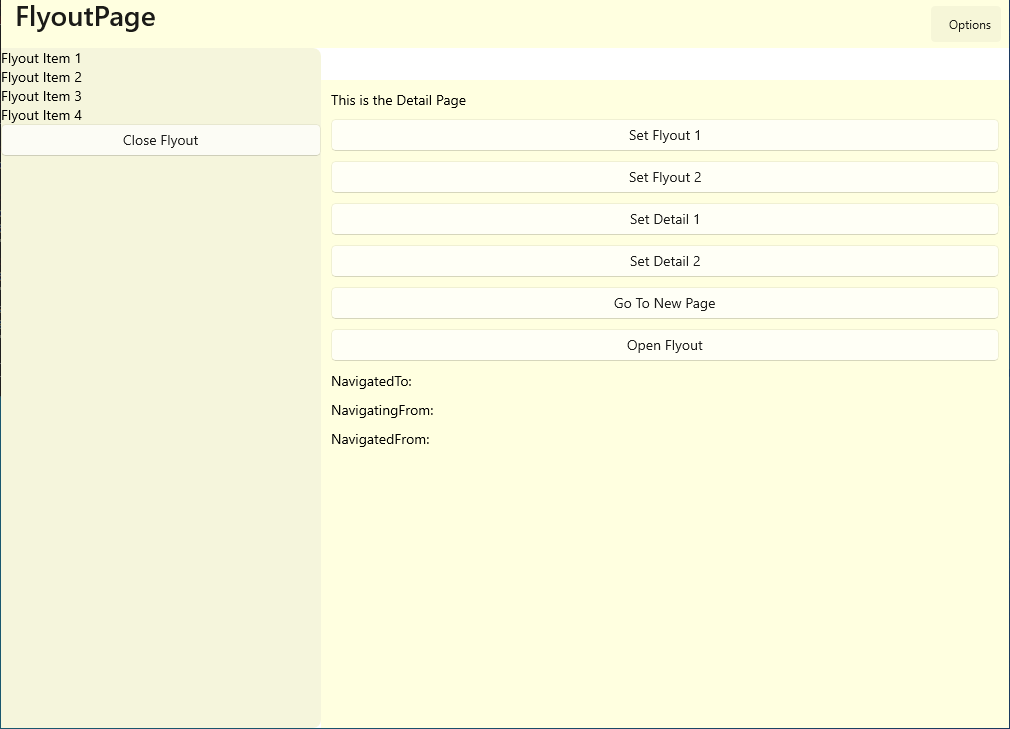 FlyoutPage
Options
Flyout Item 1
Flyout Item 2
Flyout Item 3
Flyout Item 4
Close Flyout
This is the Detail Page
Set Flyout 1
Set Flyout 2
Set Detail 1
Set Detail 2
Go To New Page
Open Flyout
NavigatedTo:
NavigatingFrom:
NavigatedFrom: